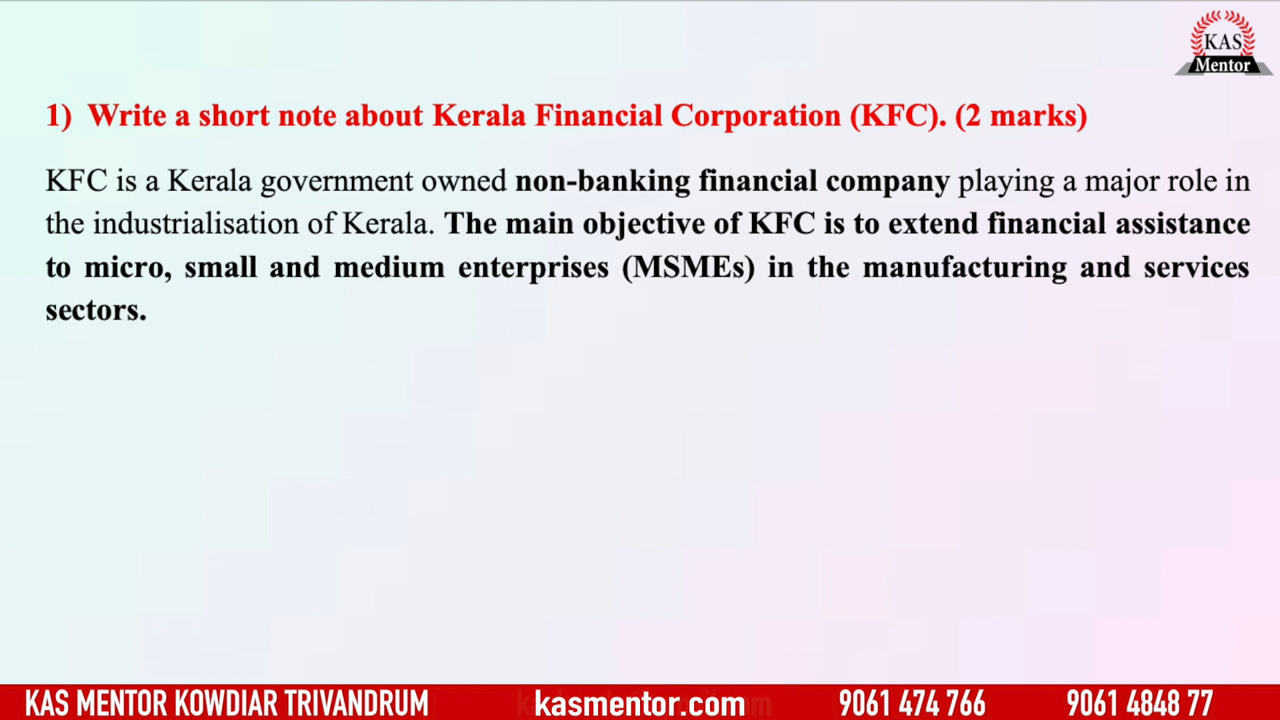 KAS
Mentor
1) Write a short note about Kerala Financial Corporation (KFC). (2 marks)
KFC is a Kerala government owned non-banking financial company playing a major role in
the industrialisation of Kerala. The main objective of KFC is to extend financial assistance
to micro, small and medium enterprises (MSMEs) in the manufacturing and services
sectors.
KAS MENTOR KOWDIAR TRIVANDRUM kasmentor.com 9061 474 766 9061 4848 77